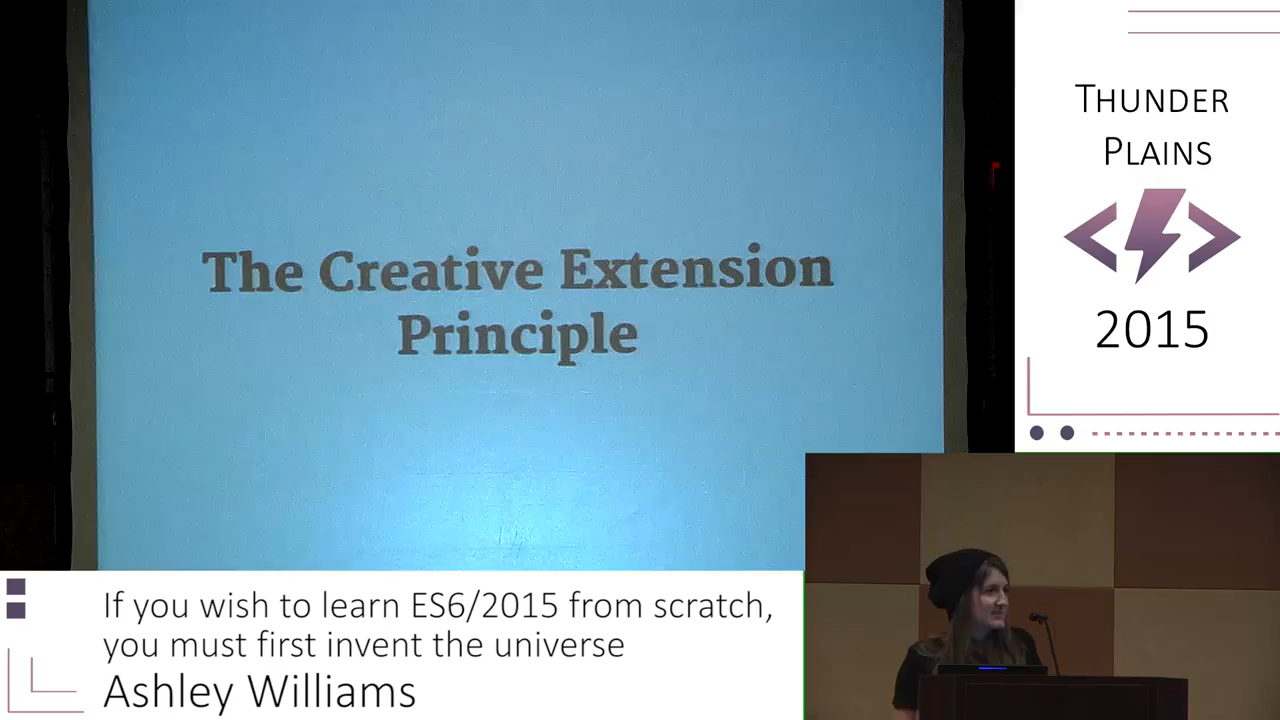 The Creative Extension
Principle
THUNDER
PLAINS
2015
If you wish to learn ES6/2015 from scratch,
you must first invent the universe
Ashley Williams